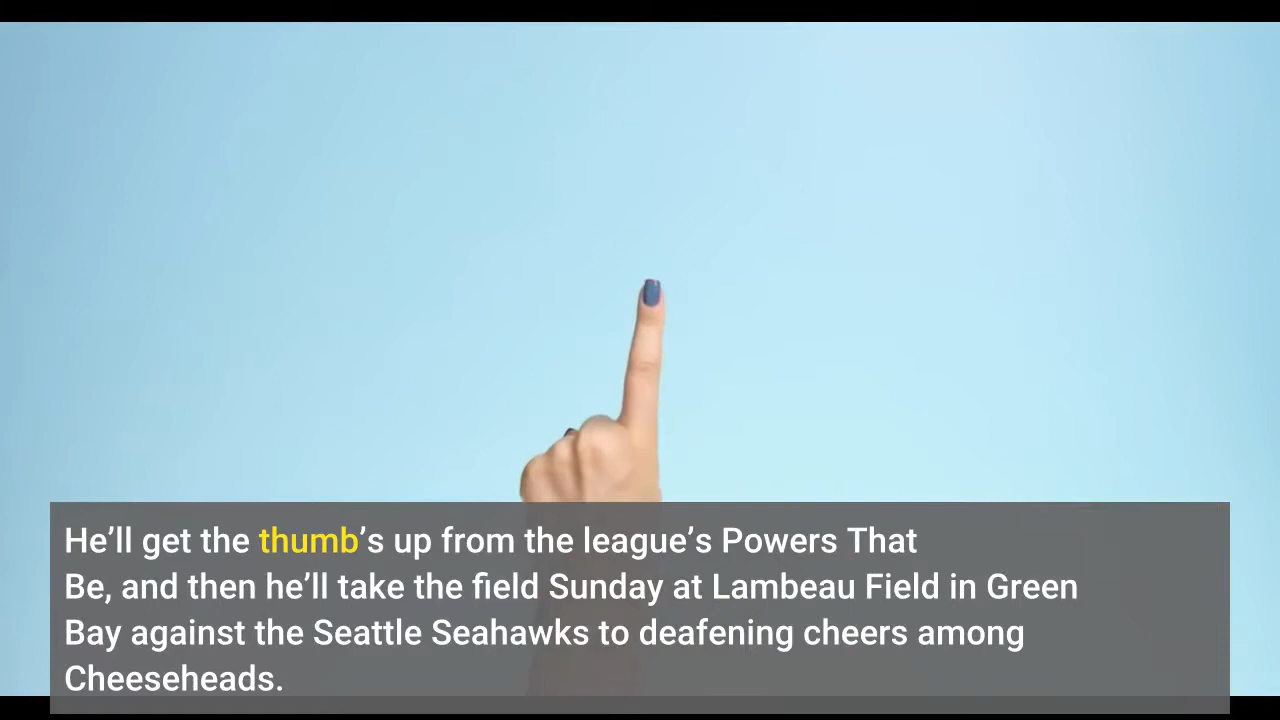 He’ll get the thumb’s up from the league’s Powers That
Be, and then he’ll take the field Sunday at Lambeau Field in Green
Bay against the Seattle Seahawks to deafening cheers among
Cheeseheads.